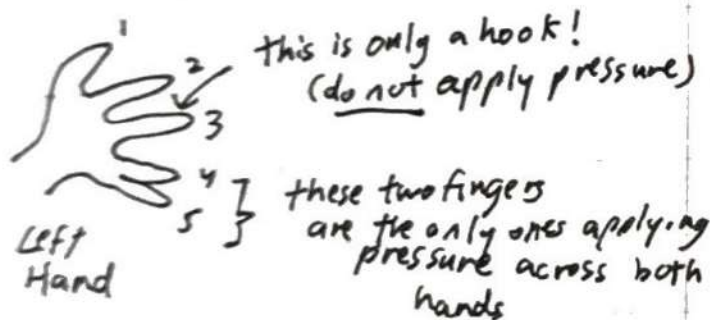 1
2
3
4
5
this is only a hook!
(do not apply pressure)
these two fingers
are the only ones applying
pressure across both
hands
Left
Hand